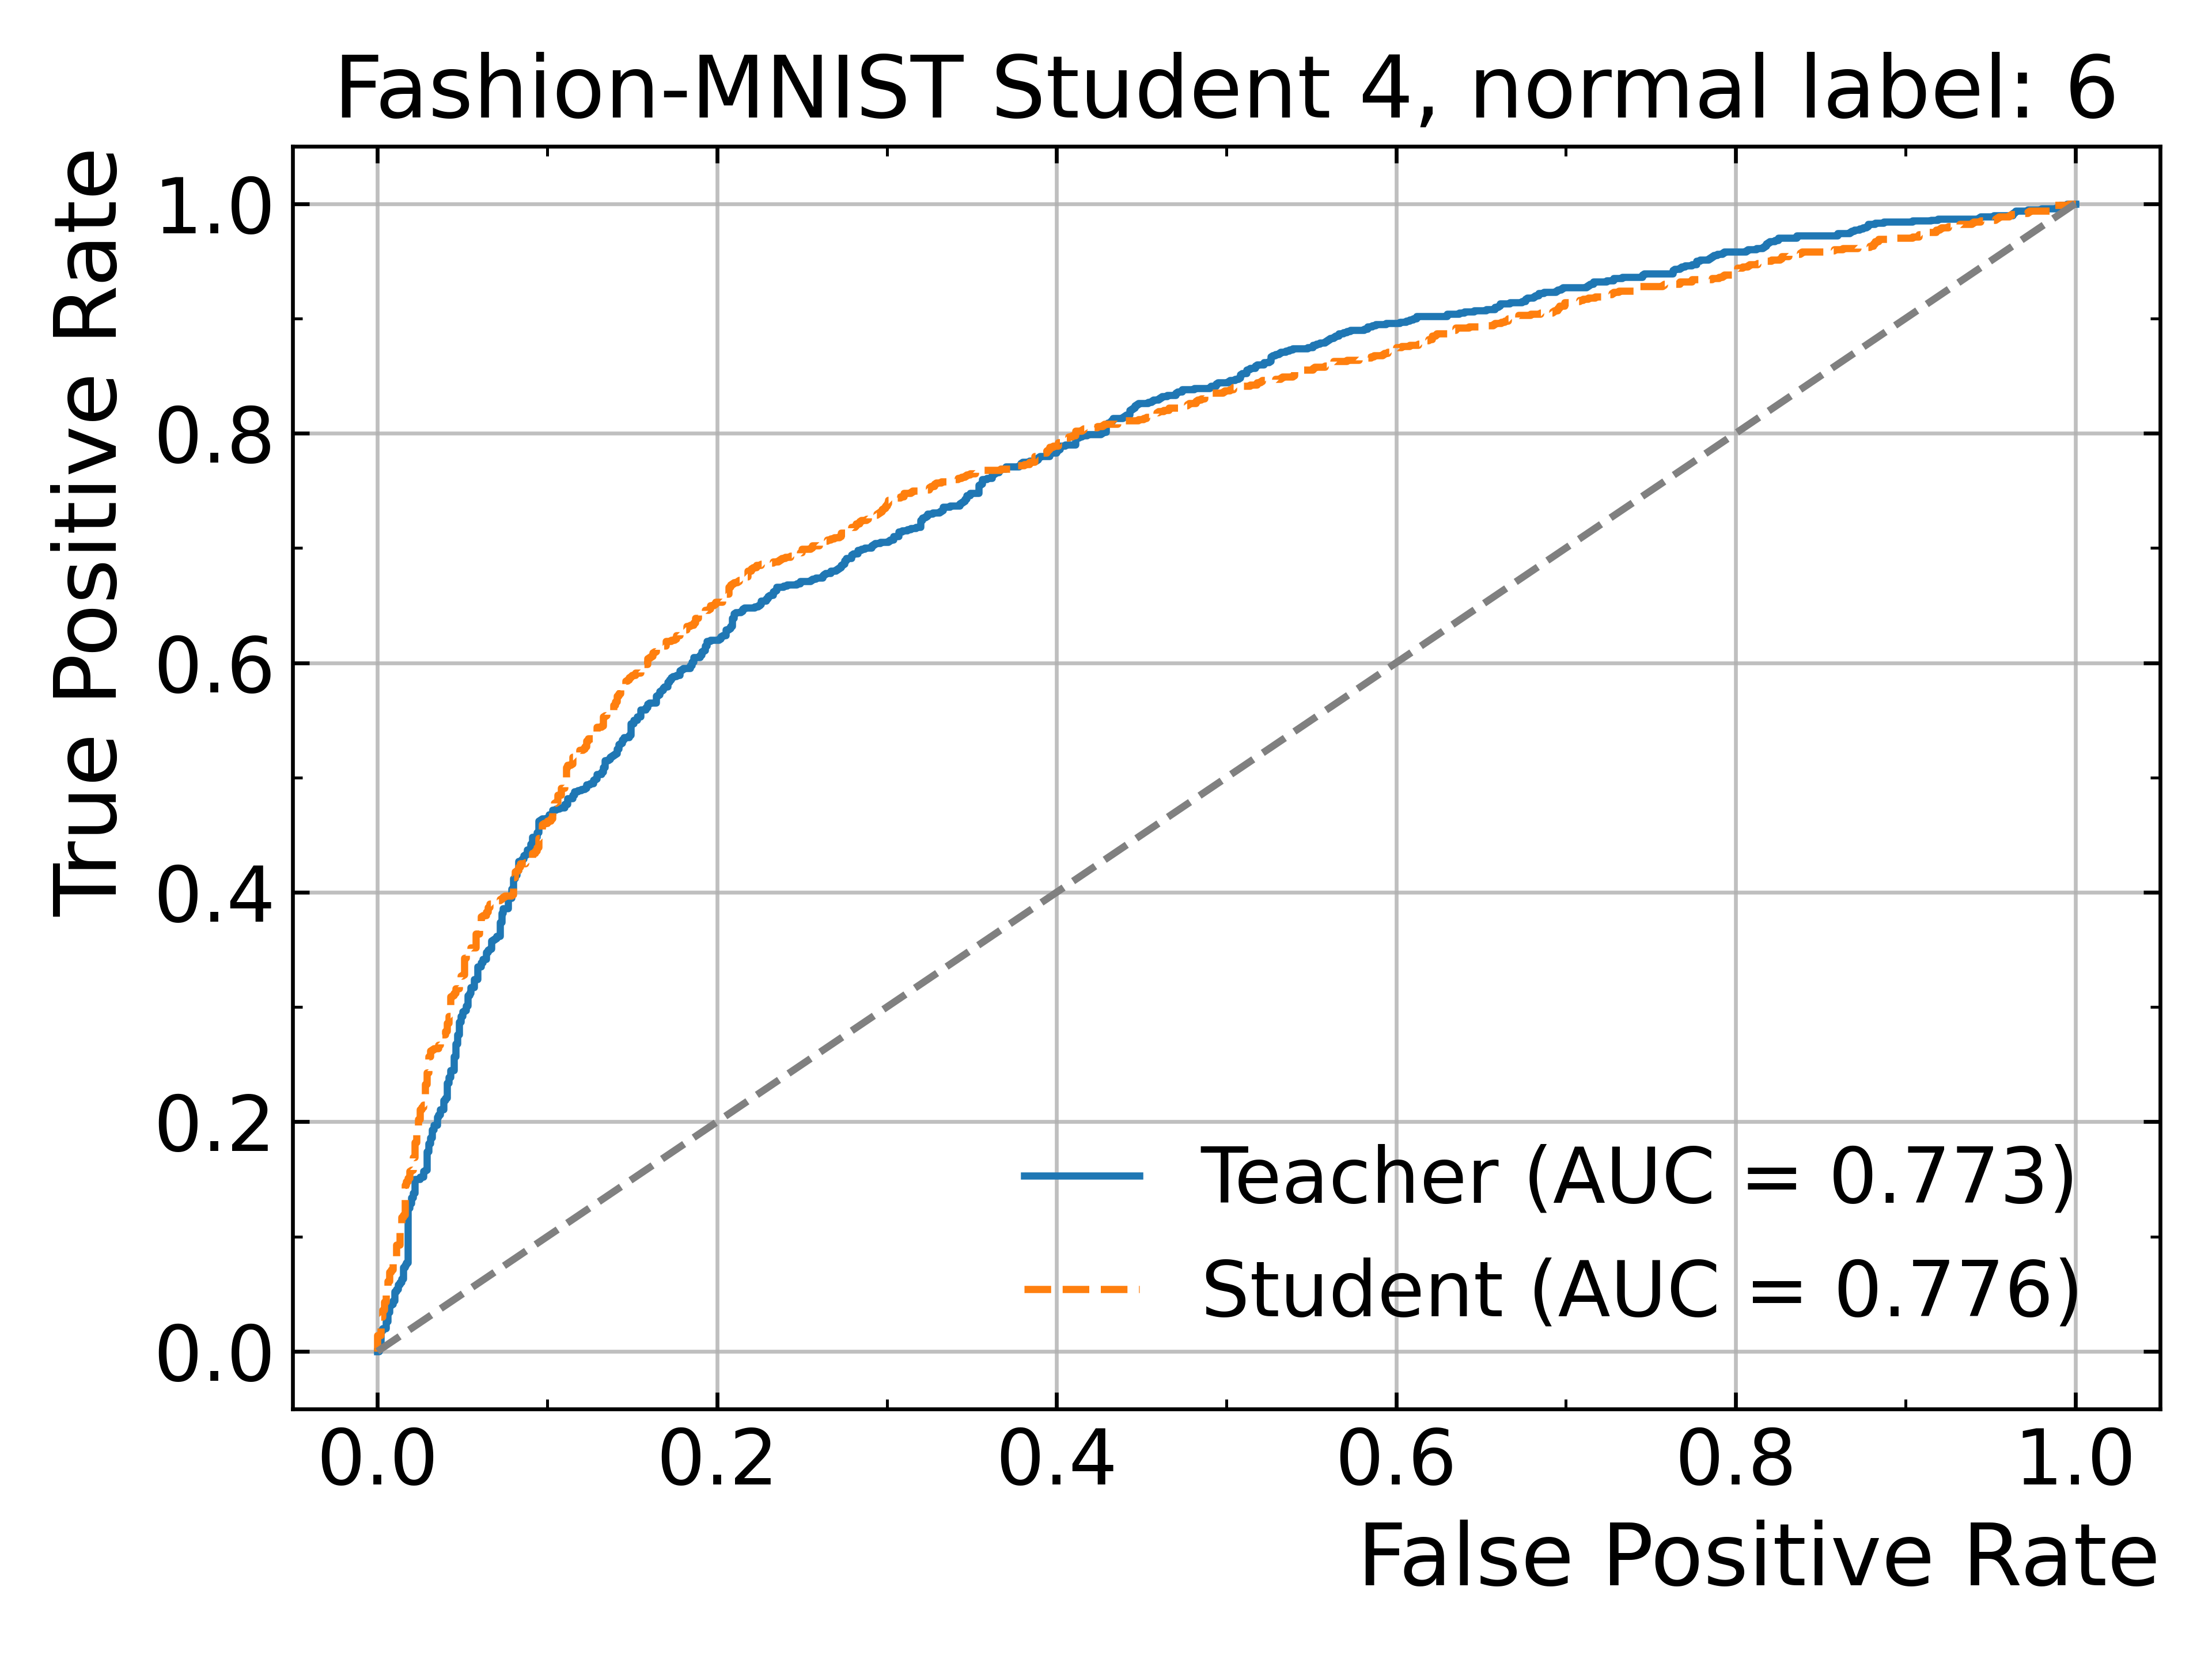 Fashion-MNIST Student 4, normal label: 6
True Positive Rate
1.0
0.8
0.6
0.4
0.2
0.0
Teacher (AUC = 0.773)
Student (AUC = 0.776)
0.0 0.2 0.4 0.6 0.8 1.0
False Positive Rate